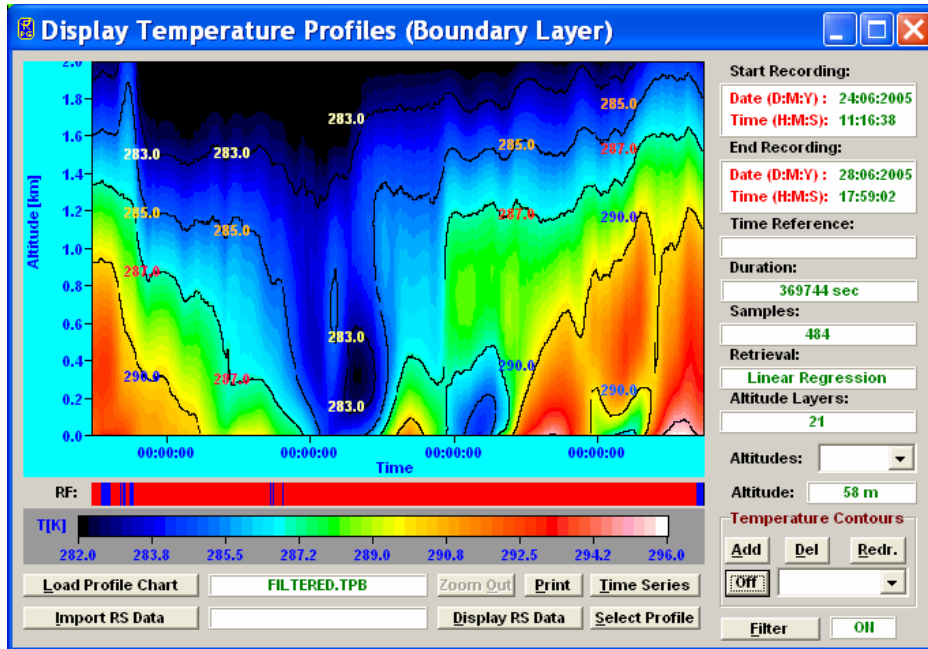 Display Temperature Profiles (Boundary Layer)
Start Recording:
Date (D:M:Y) : 24:06:2005
Time (H:M:S): 11:16:38
End Recording:
Date (D:M:Y) : 28:06:2005
Time (H:M:S): 17:59:02
Time Reference:
Duration:
369744 sec
Samples:
484
Retrieval:
Linear Regression
Altitude Layers:
21
Altitudes:
Altitude: 58 m
Temperature Contours
Add Del Redr.
Off
Filter ON
Altitude [km]
2.0
1.8
1.6
1.4
1.2
1.0
0.8
0.6
0.4
0.2
0.0
283.0 285.0
283.0 283.0 285.0 287.0
285.0 285.0 287.0 290.0
287.0
283.0
290.0 287.0 290.0 290.0
283.0
00:00:00 00:00:00 00:00:00 00:00:00
Time
RF:
T[K]
282.0 283.8 285.5 287.2 289.0 290.8 292.5 294.2 296.0
Load Profile Chart FILTERED.TPB Zoom Out Print Time Series
Import RS Data Display RS Data Select Profile